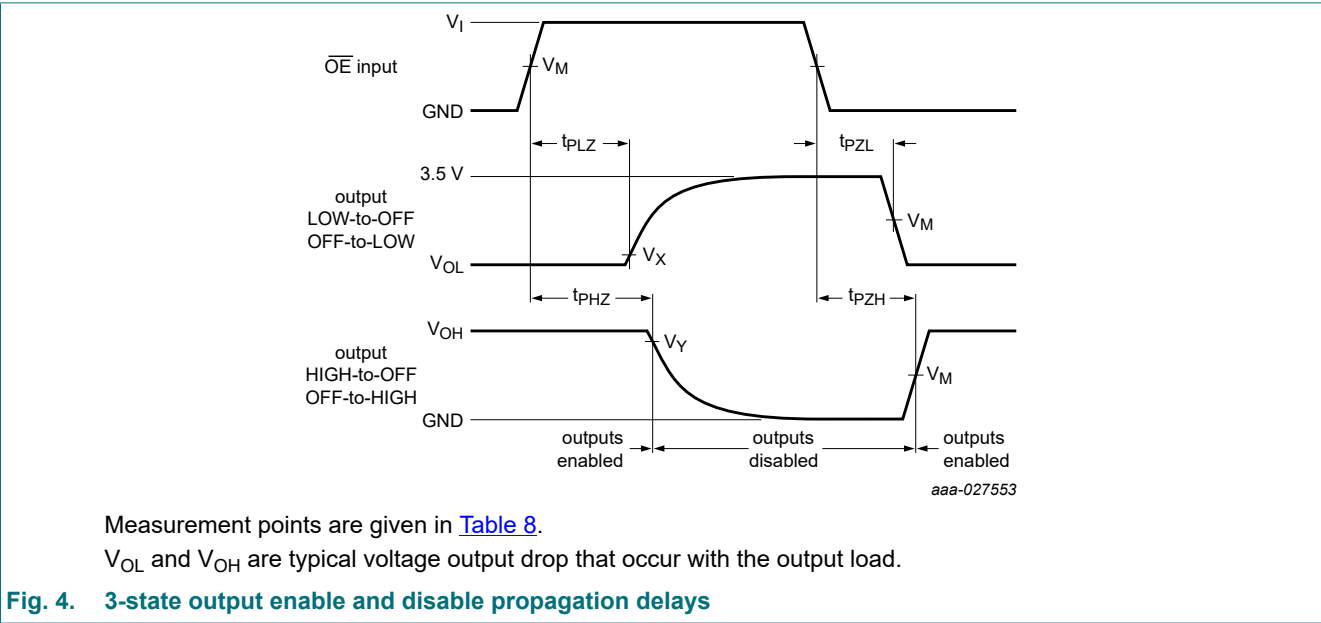 V_I
O̅E̅ input
V_M
GND
t_PLZ
t_PZL
3.5 V
output
LOW-to-OFF
OFF-to-LOW
V_M
V_X
V_OL
t_PHZ
t_PZH
V_OH
V_Y
output
HIGH-to-OFF
OFF-to-HIGH
V_M
GND
outputs
enabled
outputs
disabled
outputs
enabled
aaa-027553
Measurement points are given in Table 8.
V_OL and V_OH are typical voltage output drop that occur with the output load.
Fig. 4. 3-state output enable and disable propagation delays